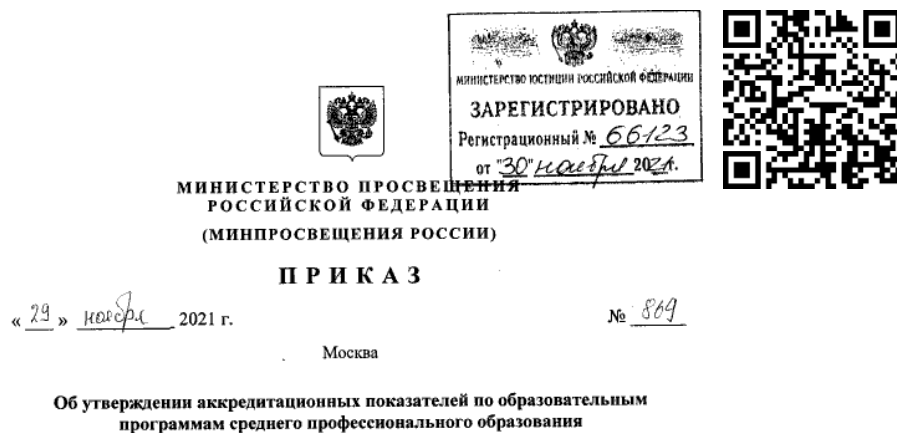 МИНИСТЕРСТВО ЮСТИЦИИ РОССИЙСКОЙ ФЕДЕРАЦИИ
ЗАРЕГИСТРИРОВАНО
Регистрационный № 66123
от "30" ноября 2021г.
МИНИСТЕРСТВО ПРОСВЕЩЕНИЯ
РОССИЙСКОЙ ФЕДЕРАЦИИ
(МИНПРОСВЕЩЕНИЯ РОССИИ)
ПРИКАЗ
« 29 » ноября 2021 г.
№ 869
Москва
Об утверждении аккредитационных показателей по образовательным
программам среднего профессионального образования